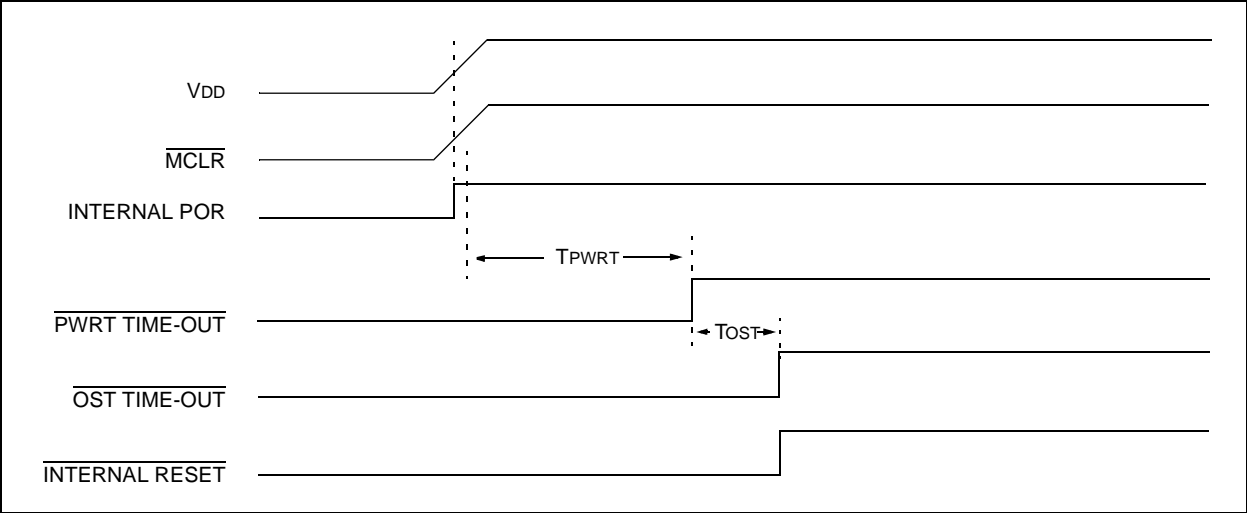 VDD
MCLR
INTERNAL POR
TPWRT
PWRT TIME-OUT
TOST
OST TIME-OUT
INTERNAL RESET